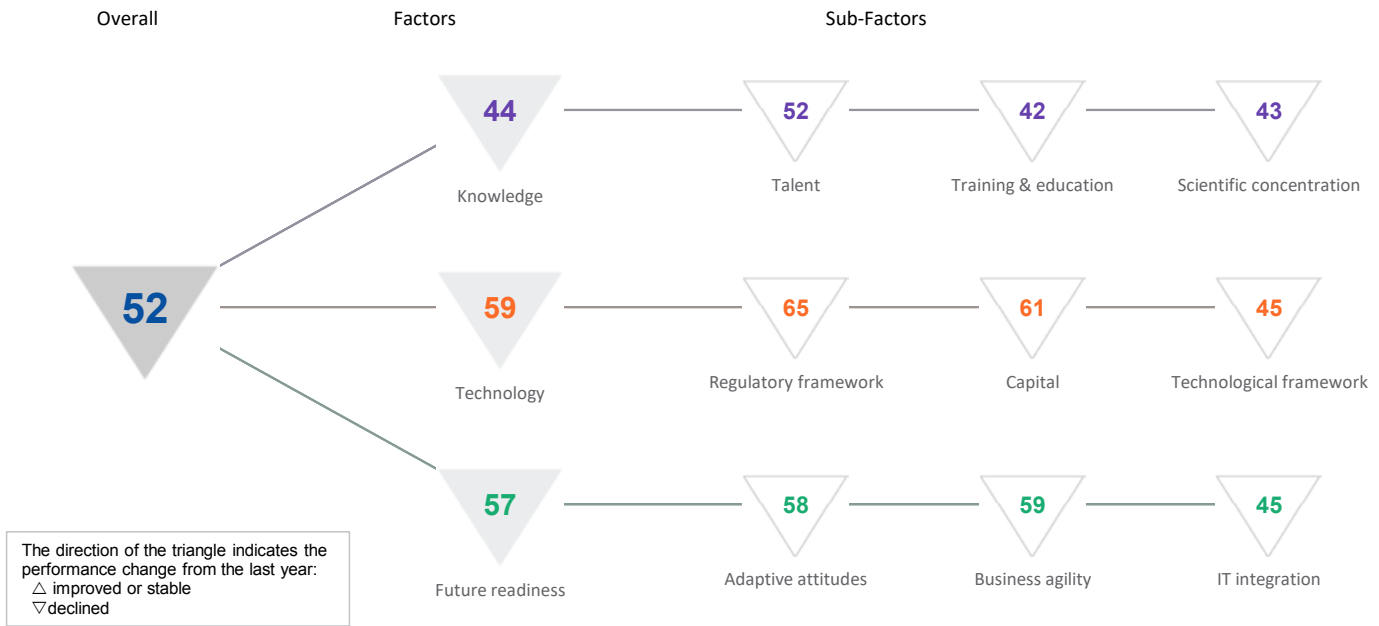 Overall
Factors
Sub-Factors
44
52
42
43
Knowledge
Talent
Training & education
Scientific concentration
52
59
65
61
45
Technology
Regulatory framework
Capital
Technological framework
57
58
59
45
Future readiness
Adaptive attitudes
Business agility
IT integration
The direction of the triangle indicates the
performance change from the last year:
△ improved or stable
▽declined